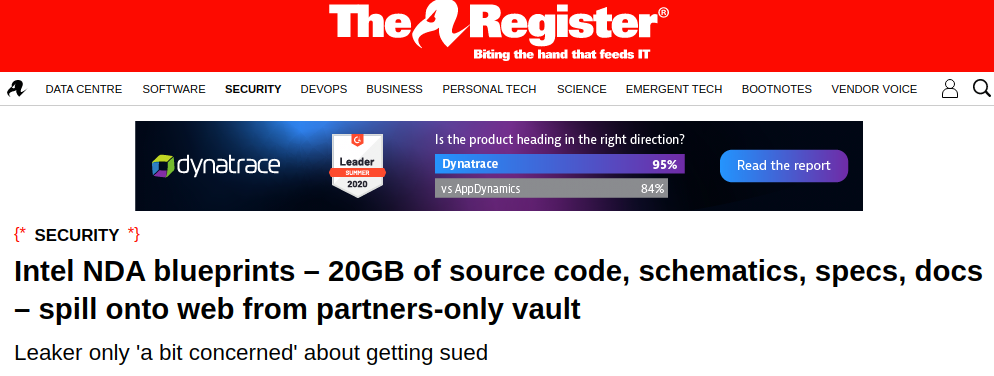 The Register®
Biting the hand that feeds IT
DATA CENTRE SOFTWARE SECURITY DEVOPS BUSINESS PERSONAL TECH SCIENCE EMERGENT TECH BOOTNOTES VENDOR VOICE
dynatrace
Leader
SUMMER
2020
Is the product heading in the right direction?
Dynatrace 95%
vs AppDynamics 84%
Read the report
{* SECURITY *}
Intel NDA blueprints – 20GB of source code, schematics, specs, docs
– spill onto web from partners-only vault
Leaker only 'a bit concerned' about getting sued